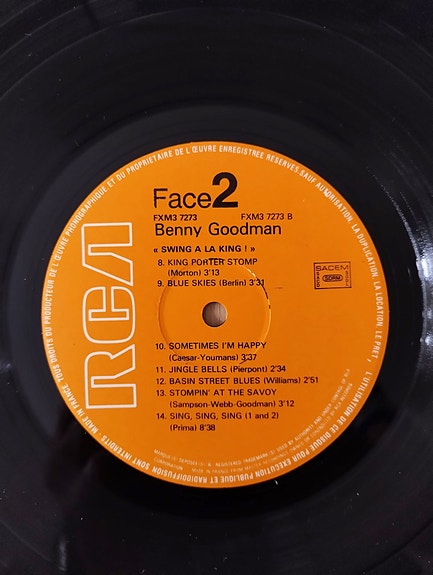 Face 2
FXM3 7273 FXM3 7273 B
Benny Goodman
« SWING A LA KING ! »
8. KING PORTER STOMP
(Morton) 3'13
9. BLUE SKIES (Berlin) 3'31
SACEM
SDRM
10. SOMETIMES I'M HAPPY
(Caesar-Youmans) 3'37
11. JINGLE BELLS (Pierpont) 2'34
12. BASIN STREET BLUES (Williams) 2'51
13. STOMPIN' AT THE SAVOY
(Sampson-Webb-Goodman) 3'12
14. SING, SING, SING (1 and 2)
(Prima) 8'38
RCA
MADE IN FRANCE. TOUS DROITS DU PRODUCTEUR DE L'ŒUVRE PHONOGRAPHIQUE ET DU PROPRIETAIRE DE L'ŒUVRE ENREGISTREE RESERVES. SAUF AUTORISATION, LA DUPLICATION, LA LOCATION, LE PRET, L'UTILISATION DE CE DISQUE POUR EXECUTION PUBLIQUE ET RADIODIFFUSION SONT INTERDITS.